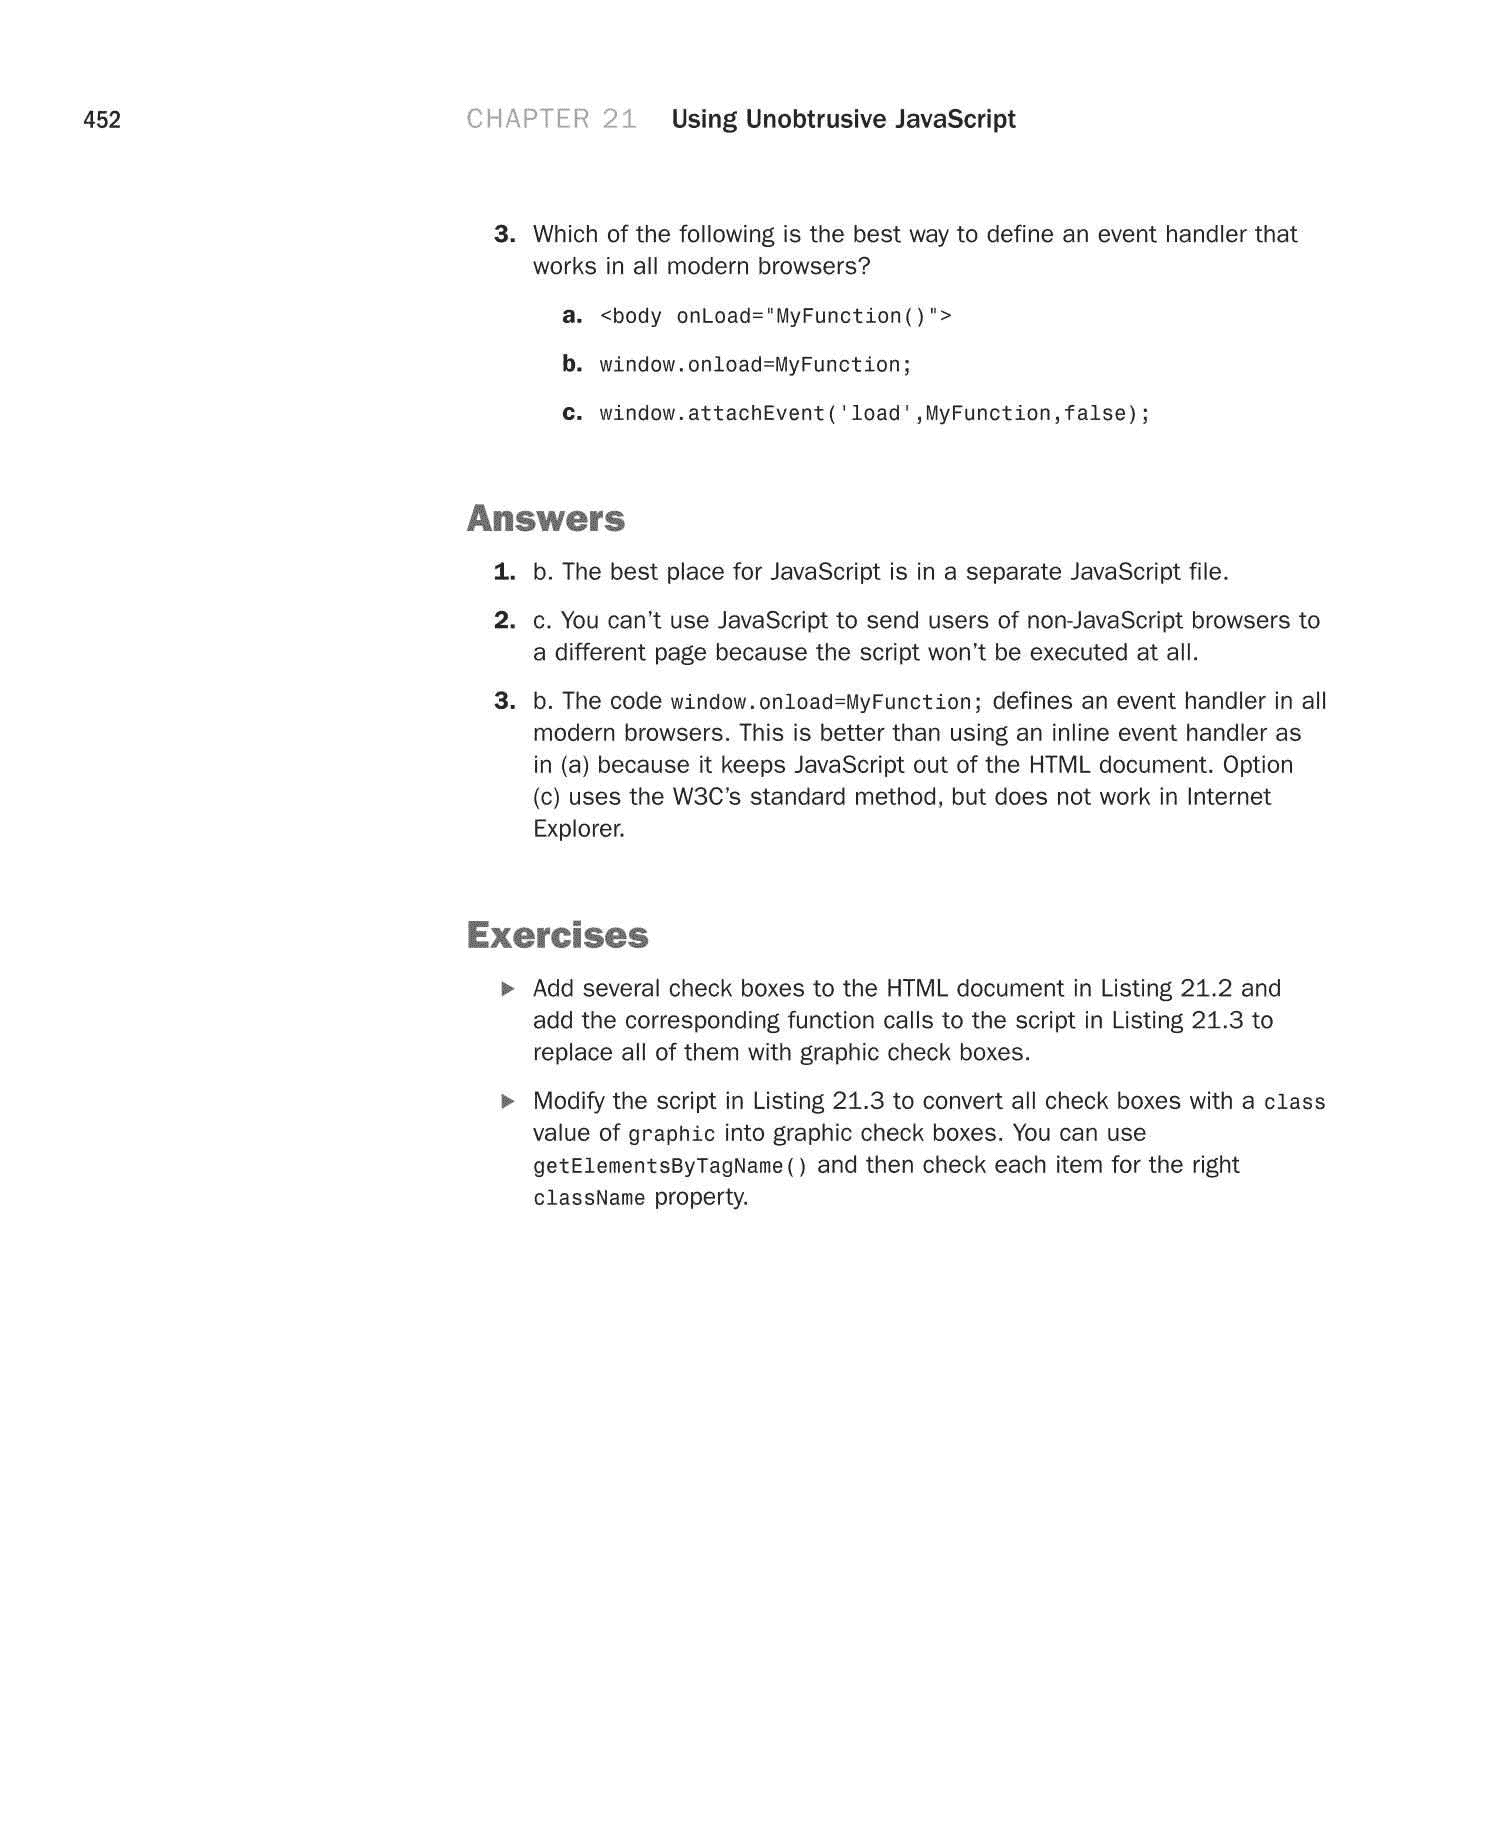 452
CHAPTER 21 Using Unobtrusive JavaScript
3. Which of the following is the best way to define an event handler that
works in all modern browsers?
a. <body onLoad="MyFunction()">
b. window.onload=MyFunction;
c. window.attachEvent('load',MyFunction,false);
Answers
1. b. The best place for JavaScript is in a separate JavaScript file.
2. c. You can’t use JavaScript to send users of non-JavaScript browsers to
a different page because the script won’t be executed at all.
3. b. The code window.onload=MyFunction; defines an event handler in all
modern browsers. This is better than using an inline event handler as
in (a) because it keeps JavaScript out of the HTML document. Option
(c) uses the W3C’s standard method, but does not work in Internet
Explorer.
Exercises
▶ Add several check boxes to the HTML document in Listing 21.2 and
add the corresponding function calls to the script in Listing 21.3 to
replace all of them with graphic check boxes.
▶ Modify the script in Listing 21.3 to convert all check boxes with a class
value of graphic into graphic check boxes. You can use
getElementsByTagName() and then check each item for the right
className property.